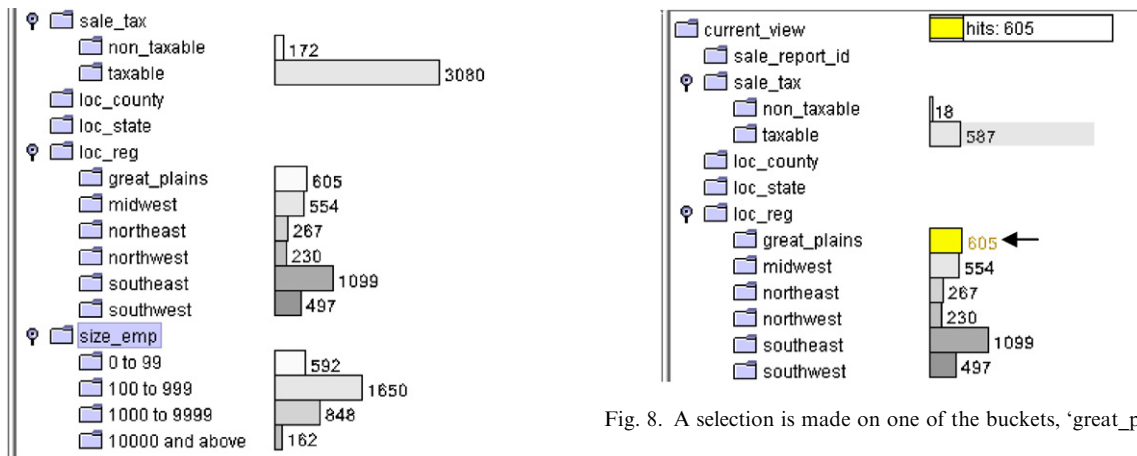 sale_tax
non_taxable 172
taxable 3080
loc_county
loc_state
loc_reg
great_plains 605
midwest 554
northeast 267
northwest 230
southeast 1099
southwest 497
size_emp
0 to 99 592
100 to 999 1650
1000 to 9999 848
10000 and above 162
current_view hits: 605
sale_report_id
sale_tax
non_taxable 18
taxable 587
loc_county
loc_state
loc_reg
great_plains 605
midwest 554
northeast 267
northwest 230
southeast 1099
southwest 497
Fig. 8. A selection is made on one of the buckets, ‘great_p